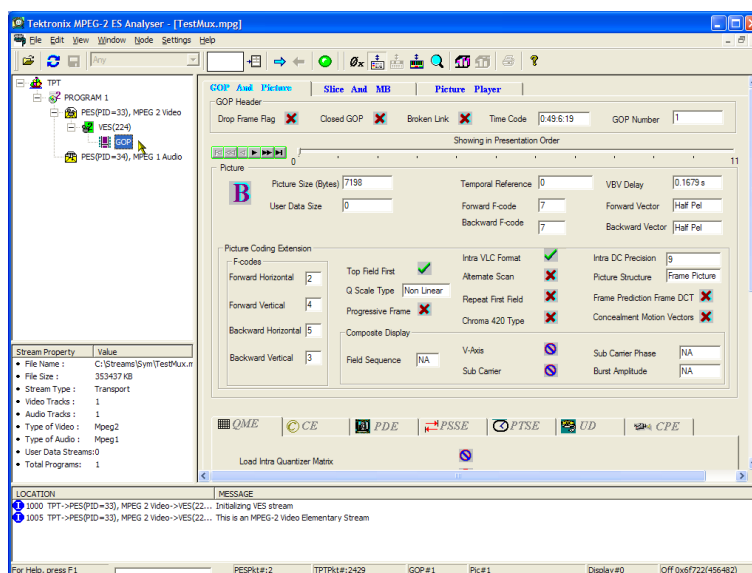 Tektronix MPEG-2 ES Analyser - [TestMux.mpg]
File Edit View Window Node Settings Help
Any
TPT
PROGRAM 1
PES(PID=33), MPEG 2 Video
VES(224)
GOP
PES(PID=34), MPEG 1 Audio
GOP And Picture Slice And MB Picture Player
GOP Header
Drop Frame Flag Closed GOP Broken Link Time Code 0:49:6:19 GOP Number 1
Showing in Presentation Order
0 11
Picture
B
Picture Size (Bytes) 7198 Temporal Reference 0 VBV Delay 0.1679 s
User Data Size 0 Forward F-code 7 Forward Vector Half Pel
Backward F-code 7 Backward Vector Half Pel
Picture Coding Extension
F-codes
Forward Horizontal 2
Forward Vertical 4
Backward Horizontal 5
Backward Vertical 3
Top Field First
Q Scale Type Non Linear
Progressive Frame
Intra VLC Format
Alternate Scan
Repeat First Field
Chroma 420 Type
Intra DC Precision 9
Picture Structure Frame Picture
Frame Prediction Frame DCT
Concealment Motion Vectors
Composite Display
Field Sequence NA
V-Axis
Sub Carrier
Sub Carrier Phase NA
Burst Amplitude NA
QME CE PDE PSSE PTSE UD CPE
Load Intra Quantizer Matrix
Stream Property Value
File Name : C:\Streams\Sym\TestMux.m
File Size : 353437 KB
Stream Type : Transport
Video Tracks : 1
Audio Tracks : 1
Type of Video : Mpeg2
Type of Audio : Mpeg1
User Data Streams:0
Total Programs: 1
LOCATION MESSAGE
1000 TPT->PES(PID=33), MPEG 2 Video->VES(22... Initializing VES stream
1005 TPT->PES(PID=33), MPEG 2 Video->VES(22... This is an MPEG-2 Video Elementary Stream
For Help, press F1 PESPkt#:2 TPTPkt#:2429 GOP#1 Pic#1 Display#0 Off 0x6f722(456482)